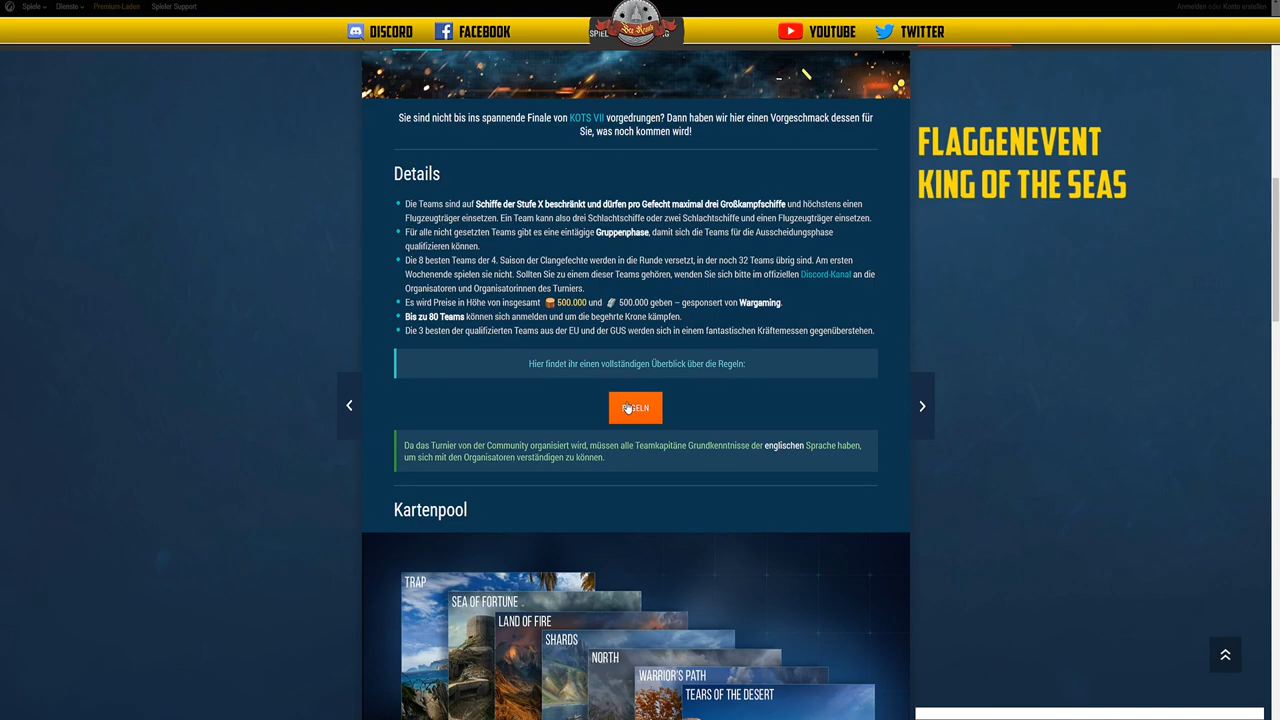 Spiele
Dienste
Premium-Laden
Spieler Support
Anmelden oder Konto erstellen
DISCORD
FACEBOOK
YOUTUBE
TWITTER
Sie sind nicht bis ins spannende Finale von KOTS VII vorgedrungen? Dann haben wir hier einen Vorgeschmack dessen für
Sie, was noch kommen wird!
FLAGGENEVENT
KING OF THE SEAS
Details
Die Teams sind auf Schiffe der Stufe X beschränkt und dürfen pro Gefecht maximal drei Großkampfschiffe und höchstens einen
Flugzeugträger einsetzen. Ein Team kann also drei Schlachtschiffe oder zwei Schlachtschiffe und einen Flugzeugträger einsetzen.
Für alle nicht gesetzten Teams gibt es eine eintägige Gruppenphase, damit sich die Teams für die Ausscheidungsphase
qualifizieren können.
Die 8 besten Teams der 4. Saison der Clangefechte werden in die Runde versetzt, in der noch 32 Teams übrig sind. Am ersten
Wochenende spielen sie nicht. Sollten Sie zu einem dieser Teams gehören, wenden Sie sich bitte im offiziellen Discord-Kanal an die
Organisatoren und Organisatorinnen des Turniers.
Es wird Preise in Höhe von insgesamt 500.000 und 500.000 geben – gesponsert von Wargaming.
Bis zu 80 Teams können sich anmelden und um die begehrte Krone kämpfen.
Die 3 besten der qualifizierten Teams aus der EU und der GUS werden sich in einem fantastischen Kräftemessen gegenüberstehen.
Hier findet ihr einen vollständigen Überblick über die Regeln:
REGELN
Da das Turnier von der Community organisiert wird, müssen alle Teamkapitäne Grundkenntnisse der englischen Sprache haben,
um sich mit den Organisatoren verständigen zu können.
Kartenpool
TRAP
SEA OF FORTUNE
LAND OF FIRE
SHARDS
NORTH
WARRIOR'S PATH
TEARS OF THE DESERT